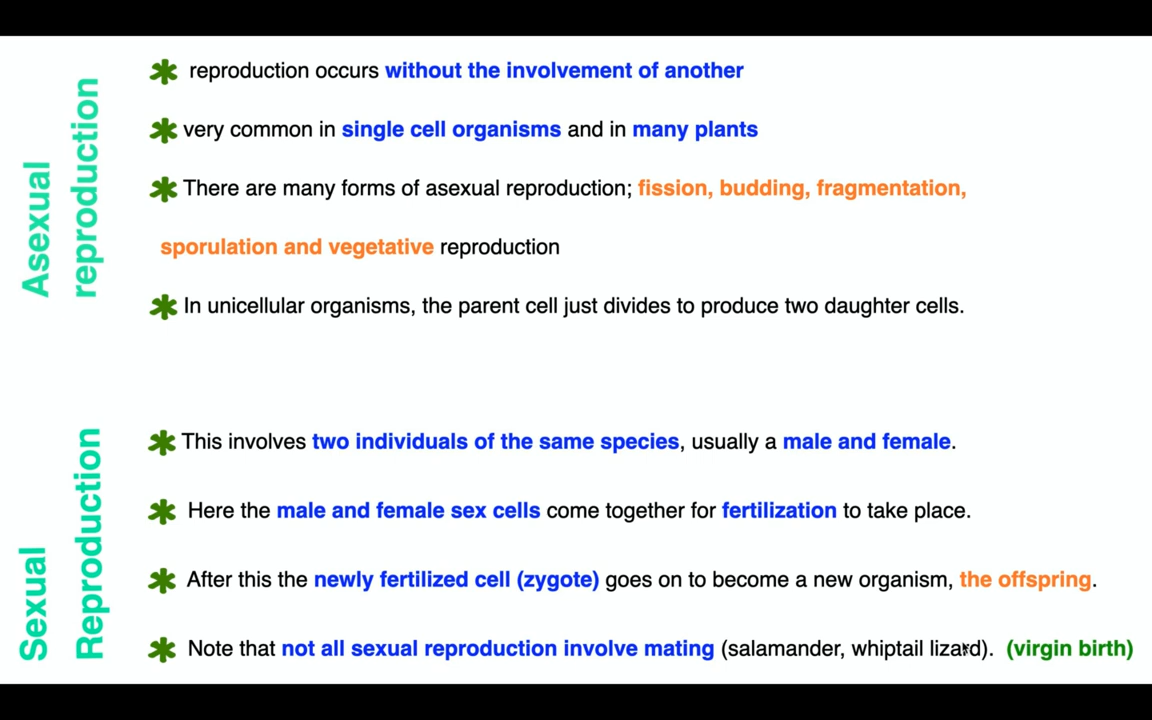 Asexual
reproduction
reproduction occurs without the involvement of another
very common in single cell organisms and in many plants
There are many forms of asexual reproduction; fission, budding, fragmentation,
sporulation and vegetative reproduction
In unicellular organisms, the parent cell just divides to produce two daughter cells.
Sexual
Reproduction
This involves two individuals of the same species, usually a male and female.
Here the male and female sex cells come together for fertilization to take place.
After this the newly fertilized cell (zygote) goes on to become a new organism, the offspring.
Note that not all sexual reproduction involve mating (salamander, whiptail lizard). (virgin birth)